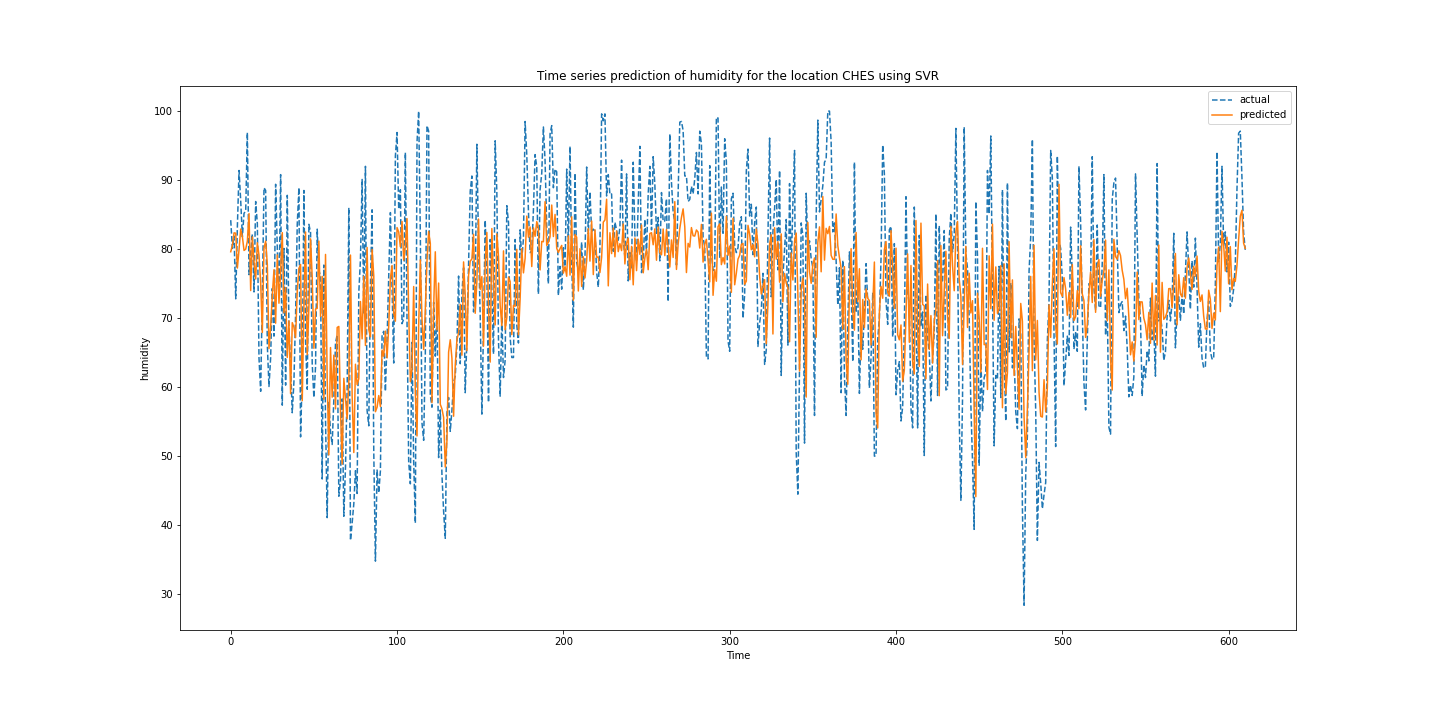 Time series prediction of humidity for the location CHES using SVR
actual
predicted
100
90
80
70
60
50
40
30
humidity
0 100 200 300 400 500 600
Time